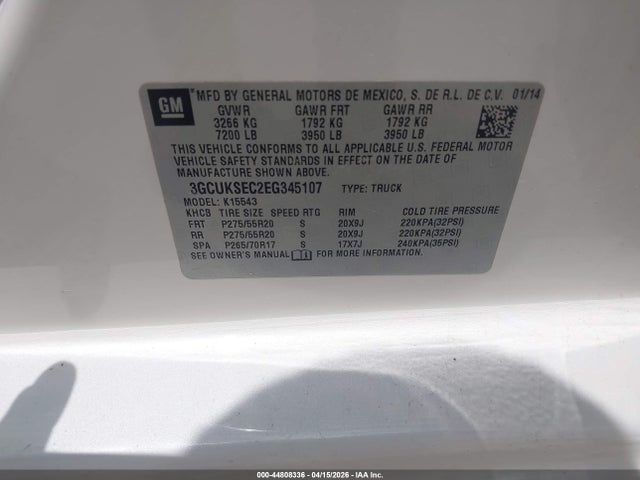 GM
*MFD BY GENERAL MOTORS DE MEXICO, S. DE R.L. DE C.V. 01/14
GVWR GAWR FRT GAWR RR
3266 KG 1792 KG 1792 KG
7200 LB 3950 LB 3950 LB
THIS VEHICLE CONFORMS TO ALL APPLICABLE U.S. FEDERAL MOTOR
VEHICLE SAFETY STANDARDS IN EFFECT ON THE DATE OF
MANUFACTURE SHOWN ABOVE.
3GCUKSEC2EG345107 TYPE: TRUCK
MODEL: K15543
KHCB TIRE SIZE SPEED RTG RIM COLD TIRE PRESSURE
FRT P275/55R20 S 20X9J 220KPA(32PSI)
RR P275/55R20 S 20X9J 220KPA(32PSI)
SPA P265/70R17 S 17X7J 240KPA(35PSI)
SEE OWNER'S MANUAL FOR MORE INFORMATION.
000-44808336 | 04/15/2026 | IAA Inc.